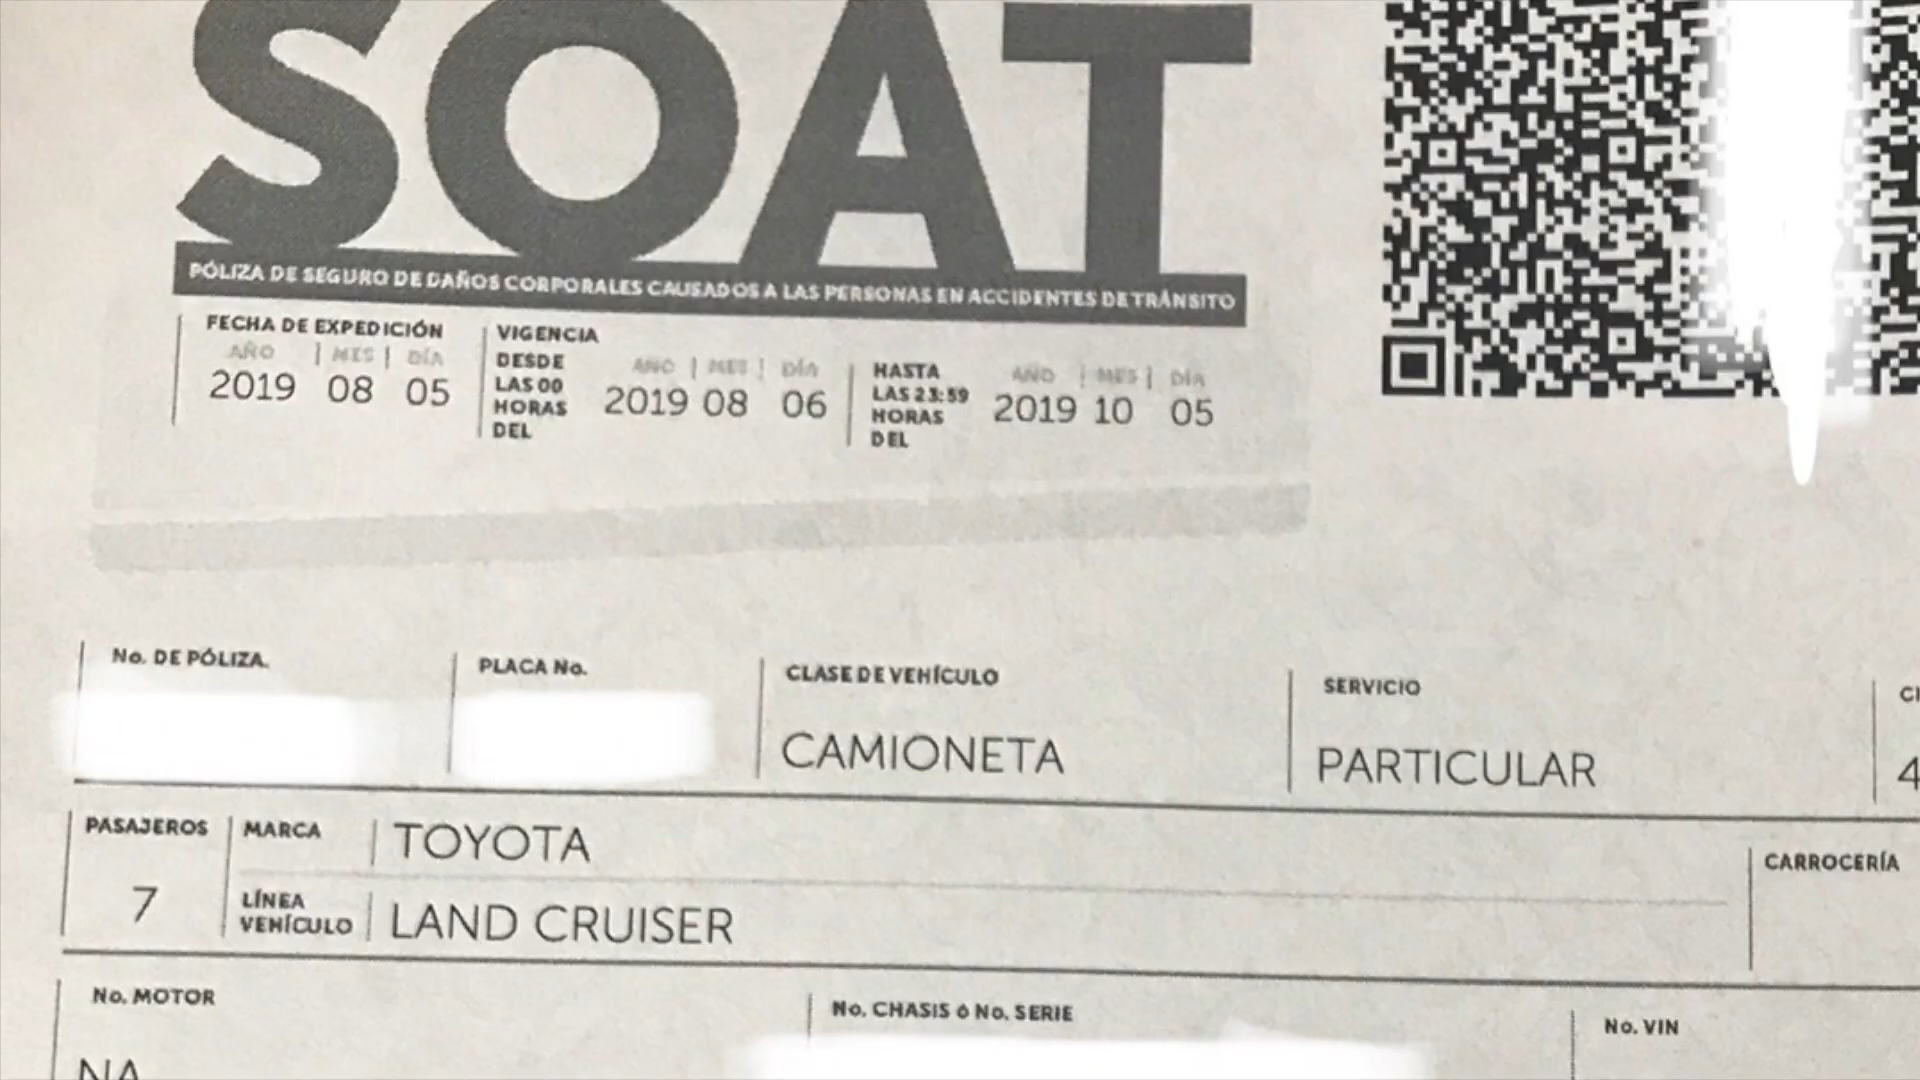 SOAT
PÓLIZA DE SEGURO DE DAÑOS CORPORALES CAUSADOS A LAS PERSONAS EN ACCIDENTES DE TRÁNSITO
FECHA DE EXPEDICIÓN
AÑO | MES | DÍA
2019 08 05
VIGENCIA
DESDE
LAS 00
HORAS
DEL
AÑO | MES | DÍA
2019 08 06
HASTA
LAS 23:59
HORAS
DEL
AÑO | MES | DÍA
2019 10 05
No. DE PÓLIZA.
PLACA No.
CLASE DE VEHÍCULO
CAMIONETA
SERVICIO
PARTICULAR
CI
4
PASAJEROS
7
MARCA
TOYOTA
LÍNEA
VEHÍCULO
LAND CRUISER
CARROCERÍA
No. MOTOR
NA
No. CHASIS ó No. SERIE
No. VIN